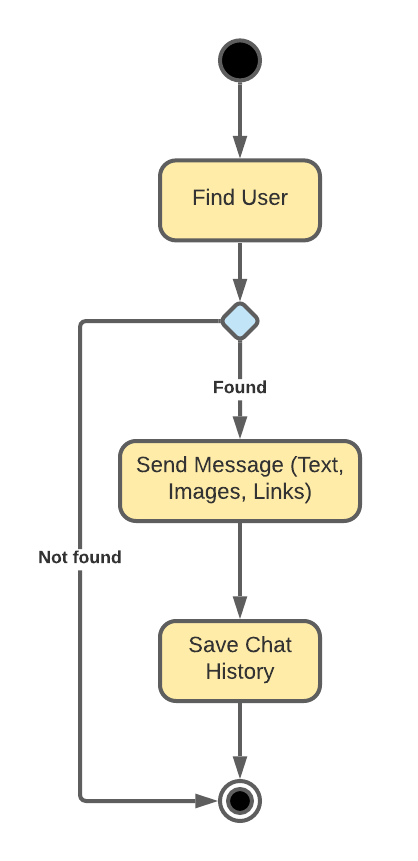 Find User
Found
Send Message (Text,
Images, Links)
Not found
Save Chat
History